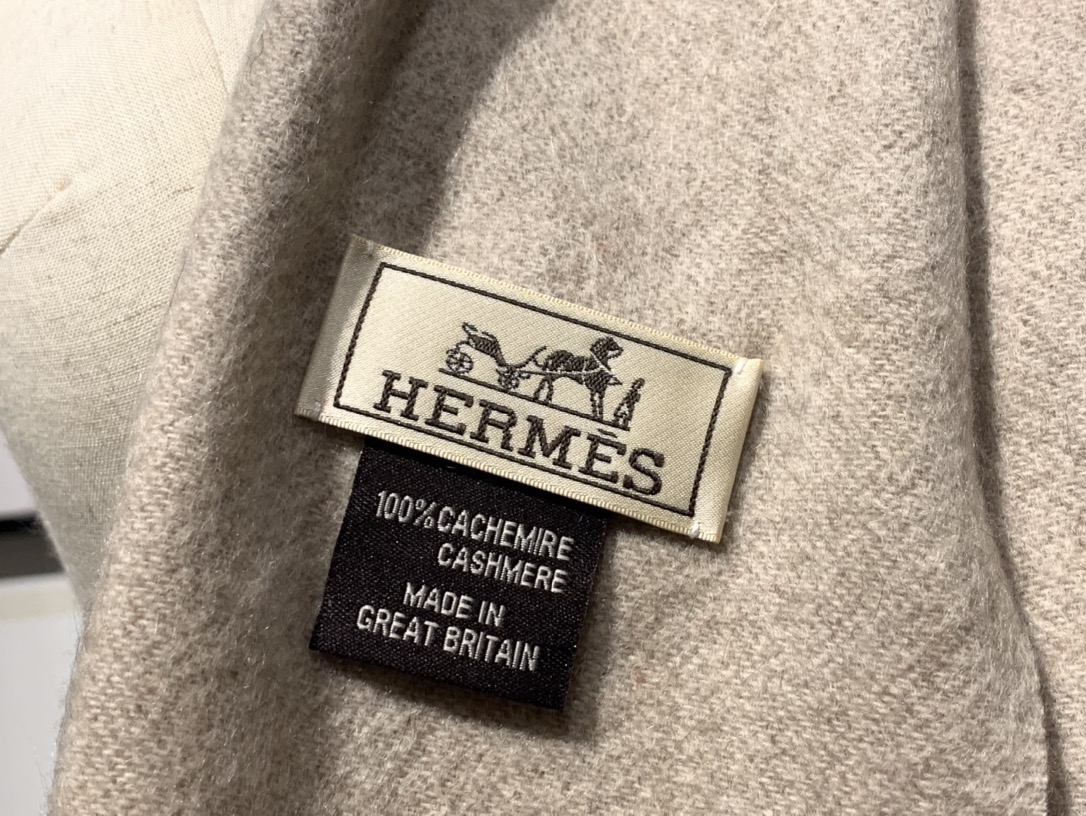 HERMÈS
100%CACHEMIRE
CASHMERE
MADE IN
GREAT BRITAIN